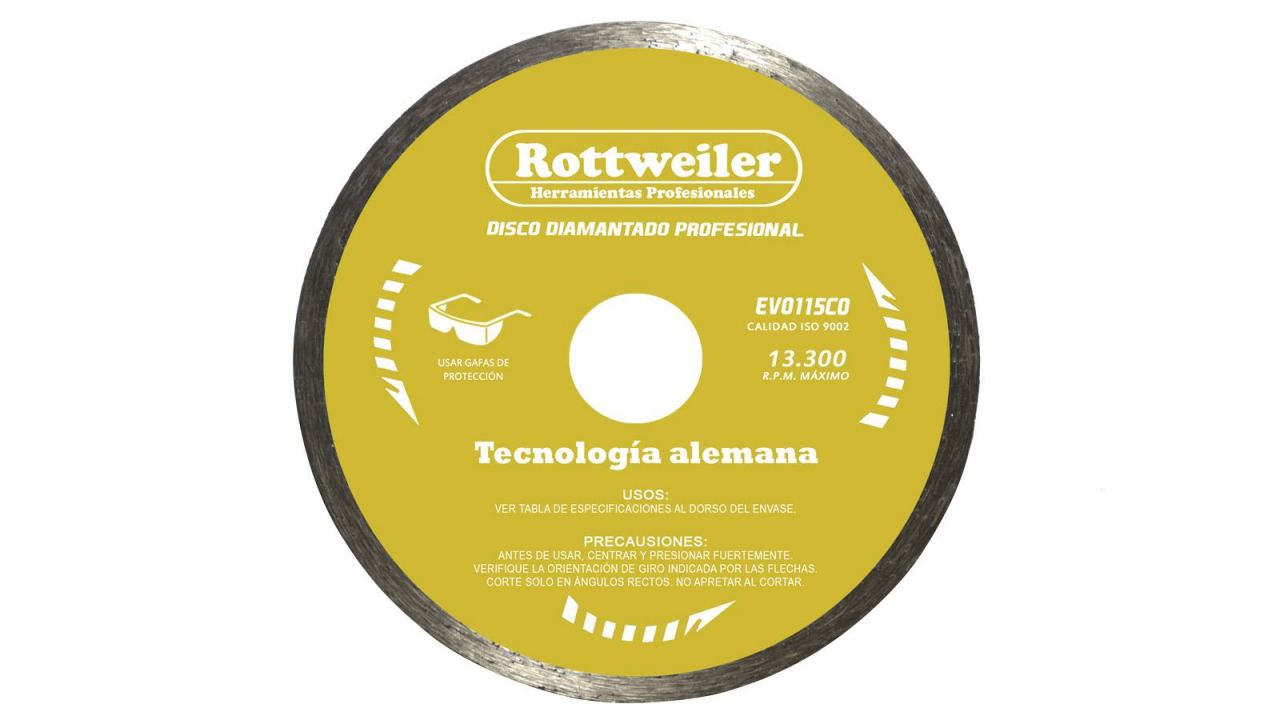 Rottweiler
Herramientas Profesionales
DISCO DIAMANTADO PROFESIONAL
USAR GAFAS DE
PROTECCIÓN
EVO115CO
CALIDAD ISO 9002
13.300
R.P.M. MÁXIMO
Tecnología alemana
USOS:
VER TABLA DE ESPECIFICACIONES AL DORSO DEL ENVASE.
PRECAUSIONES:
ANTES DE USAR, CENTRAR Y PRESIONAR FUERTEMENTE.
VERIFIQUE LA ORIENTACIÓN DE GIRO INDICADA POR LAS FLECHAS.
CORTE SOLO EN ÁNGULOS RECTOS. NO APRETAR AL CORTAR.